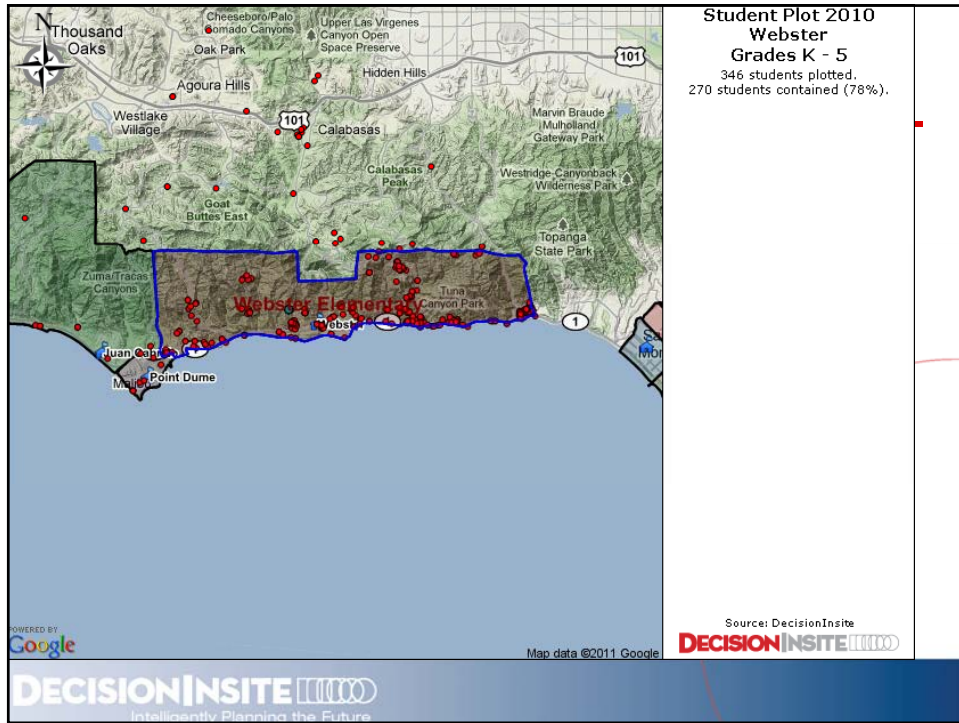 Student Plot 2010
Webster
Grades K - 5
346 students plotted.
270 students contained (78%).
N
Thousand
Oaks
Cheeseboro/Palo
Comado Canyons
Oak Park
Upper Las Virgenes
Canyon Open
Space Preserve
101
Hidden Hills
Agoura Hills
Westlake
Village
101
Calabasas
Marvin Braude
Mulholland
Gateway Park
Calabasas
Peak
Westridge-Canyonback
Wilderness Park
Goat
Buttes East
Topanga
State Park
Zuma/Tracas
Canyons
Webster Elementary
Tuna
Canyon Park
Webster
1
Juan
Point Dume
POWERED BY
Google
Map data ©2011 Google
Source: DecisionInsite
DECISIONINSITE
DECISIONINSITE
Intelligently Planning the Future